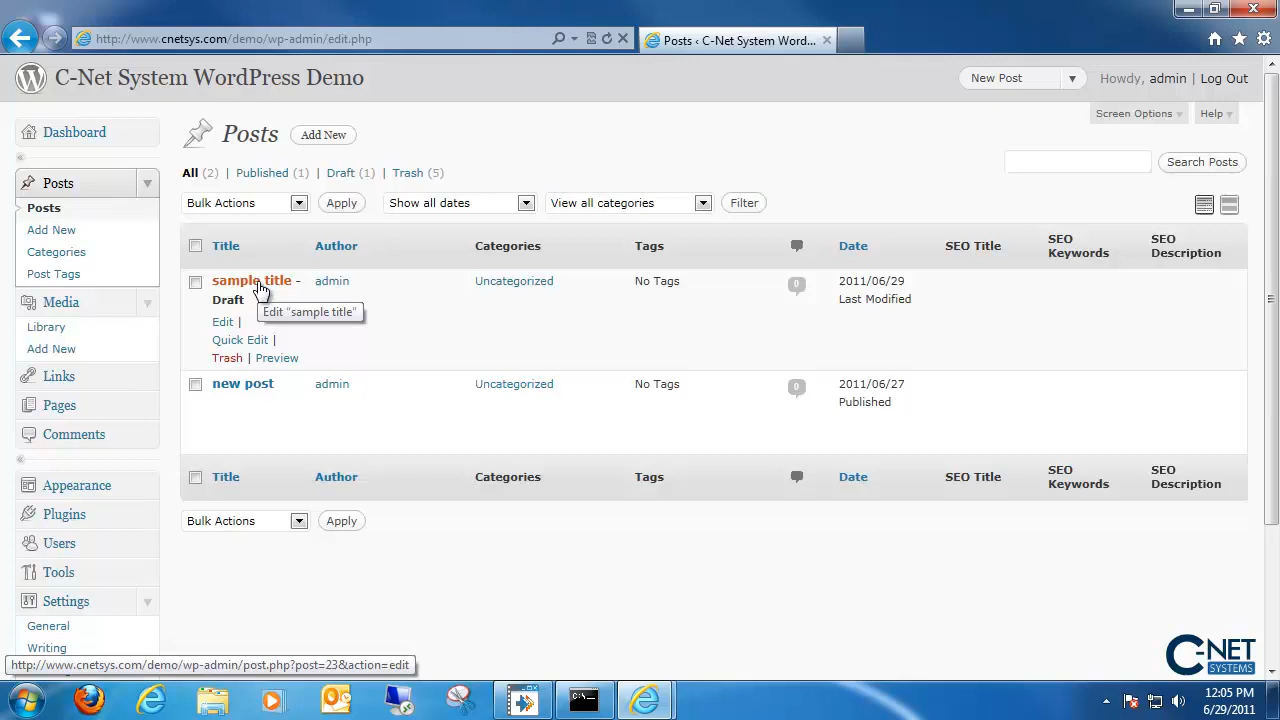 http://www.cnetsys.com/demo/wp-admin/edit.php
Posts ‹ C-Net System Word...
C-Net System WordPress Demo
New Post
Howdy, admin | Log Out
Screen Options
Help
Dashboard
Posts
Posts
Add New
Categories
Post Tags
Media
Library
Add New
Links
Pages
Comments
Appearance
Plugins
Users
Tools
Settings
General
Writing
Posts
Add New
All (2) | Published (1) | Draft (1) | Trash (5)
Search Posts
Bulk Actions
Apply
Show all dates
View all categories
Filter
Title
Author
Categories
Tags
Date
SEO Title
SEO Keywords
SEO Description
sample title -
Draft
Edit |
Quick Edit |
Trash | Preview
Edit “sample title”
admin
Uncategorized
No Tags
0
2011/06/29
Last Modified
new post
admin
Uncategorized
No Tags
0
2011/06/27
Published
Title
Author
Categories
Tags
Date
SEO Title
SEO Keywords
SEO Description
Bulk Actions
Apply
http://www.cnetsys.com/demo/wp-admin/post.php?post=23&action=edit
C-NET
SYSTEMS
12:05 PM
6/29/2011